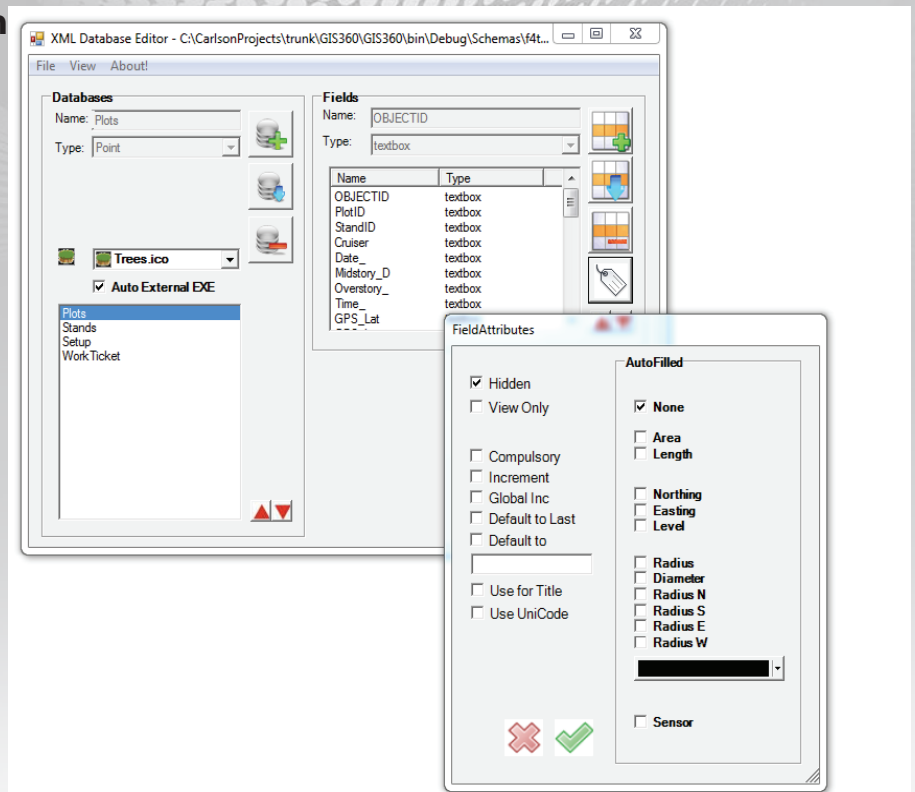 n
XML Database Editor - C:\CarlsonProjects\trunk\GIS360\GIS360\bin\Debug\Schemas\f4t...
File View About!
Databases
Name: Plots
Type: Point
Trees.ico
Auto External EXE
Plots
Stands
Setup
WorkTicket
Fields
Name: OBJECTID
Type: textbox
Name Type
OBJECTID textbox
PlotID textbox
StandID textbox
Cruiser textbox
Date_ textbox
Midstory_D textbox
Overstory_ textbox
Time_ textbox
GPS_Lat textbox
FieldAttributes
Hidden
View Only
Compulsory
Increment
Global Inc
Default to Last
Default to
Use for Title
Use UniCode
AutoFilled
None
Area
Length
Northing
Easting
Level
Radius
Diameter
Radius N
Radius S
Radius E
Radius W
Sensor